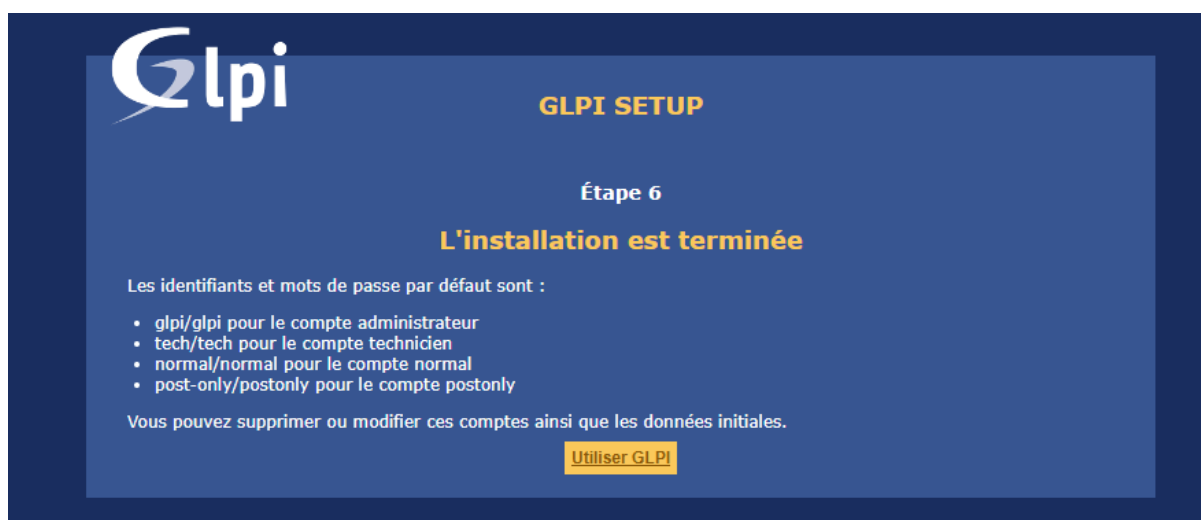 Glpi
GLPI SETUP
Étape 6
L'installation est terminée
Les identifiants et mots de passe par défaut sont :
• glpi/glpi pour le compte administrateur
• tech/tech pour le compte technicien
• normal/normal pour le compte normal
• post-only/postonly pour le compte postonly
Vous pouvez supprimer ou modifier ces comptes ainsi que les données initiales.
Utiliser GLPI